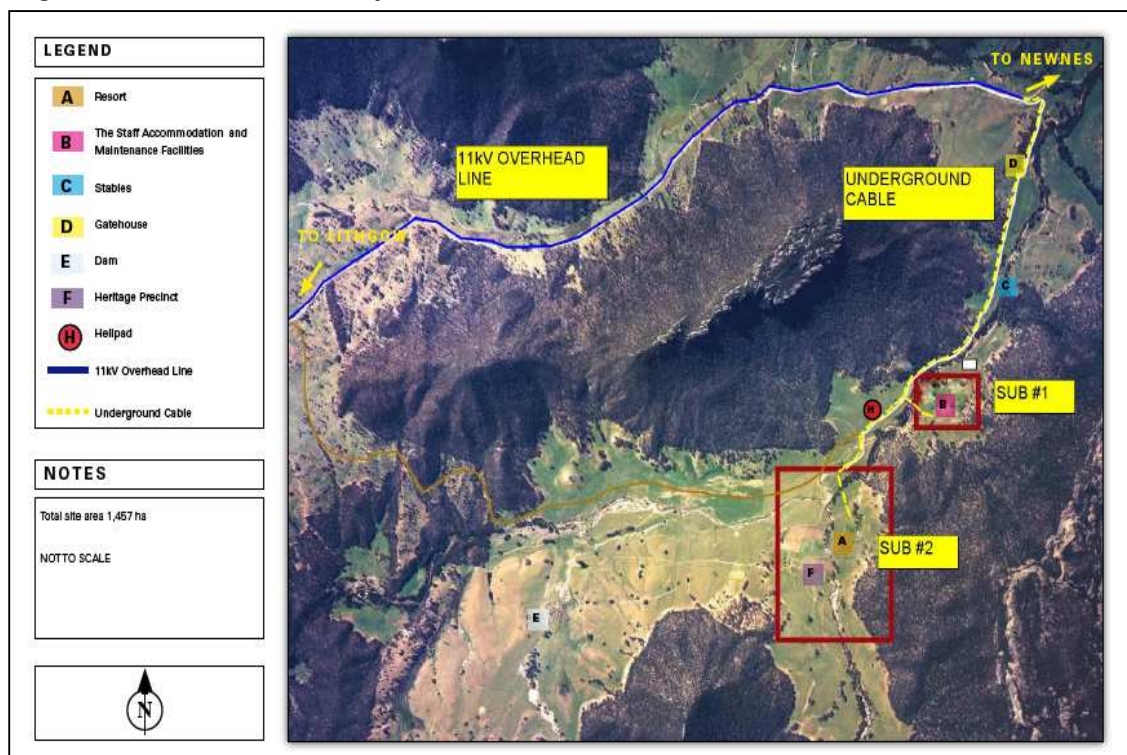 LEGEND
A Resort
B The Staff Accommodation and
Maintenance Facilities
C Stables
D Gatehouse
E Dam
F Heritage Precinct
H Helipad
11kV Overhead Line
Underground Cable
NOTES
Total site area 1,457 ha
NOT TO SCALE
N
TO NEWNES
11kV OVERHEAD
LINE
D
UNDERGROUND
CABLE
TO LITHGOW
C
SUB #1
B
H
A
SUB #2
F
E